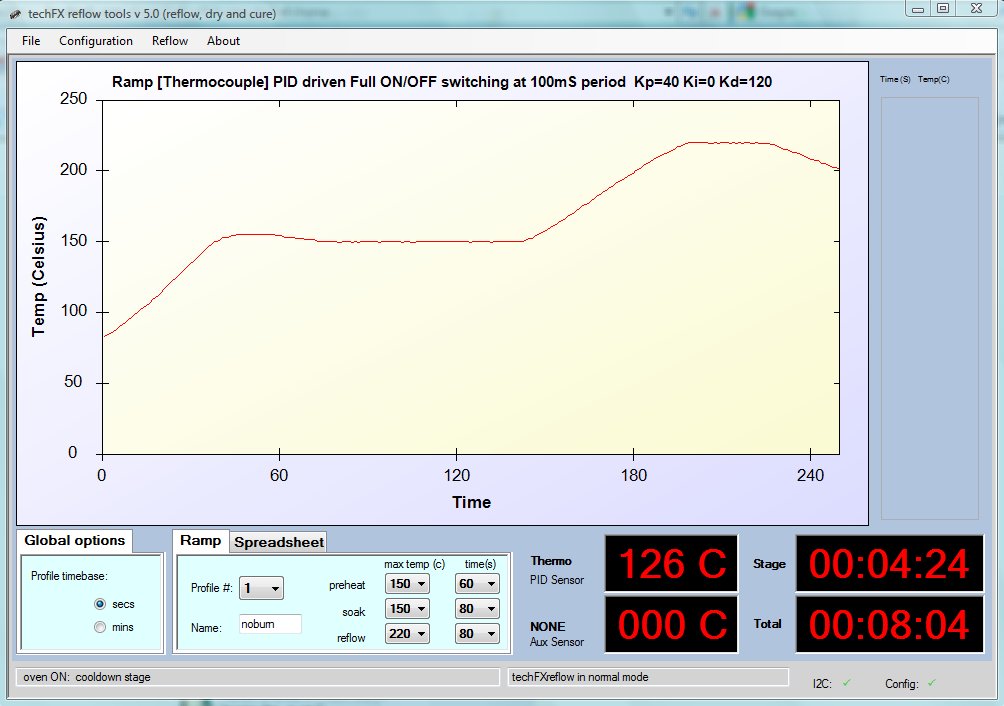 techFX reflow tools v 5.0 (reflow, dry and cure)
File Configuration Reflow About
Ramp [Thermocouple] PID driven Full ON/OFF switching at 100mS period Kp=40 Ki=0 Kd=120
Time (S) Temp(C)
250
200
150
100
50
0
Temp (Celsius)
0 60 120 180 240
Time
Global options
Profile timebase:
secs
mins
Ramp Spreadsheet
max temp (c) time(s)
Profile #: 1 preheat 150 60
soak 150 80
Name: noburn
reflow 220 80
Thermo
PID Sensor
126 C
Stage 00:04:24
NONE
Aux Sensor
000 C
Total 00:08:04
oven ON: cooldown stage
techFXreflow in normal mode
I2C: ✓ Config: ✓